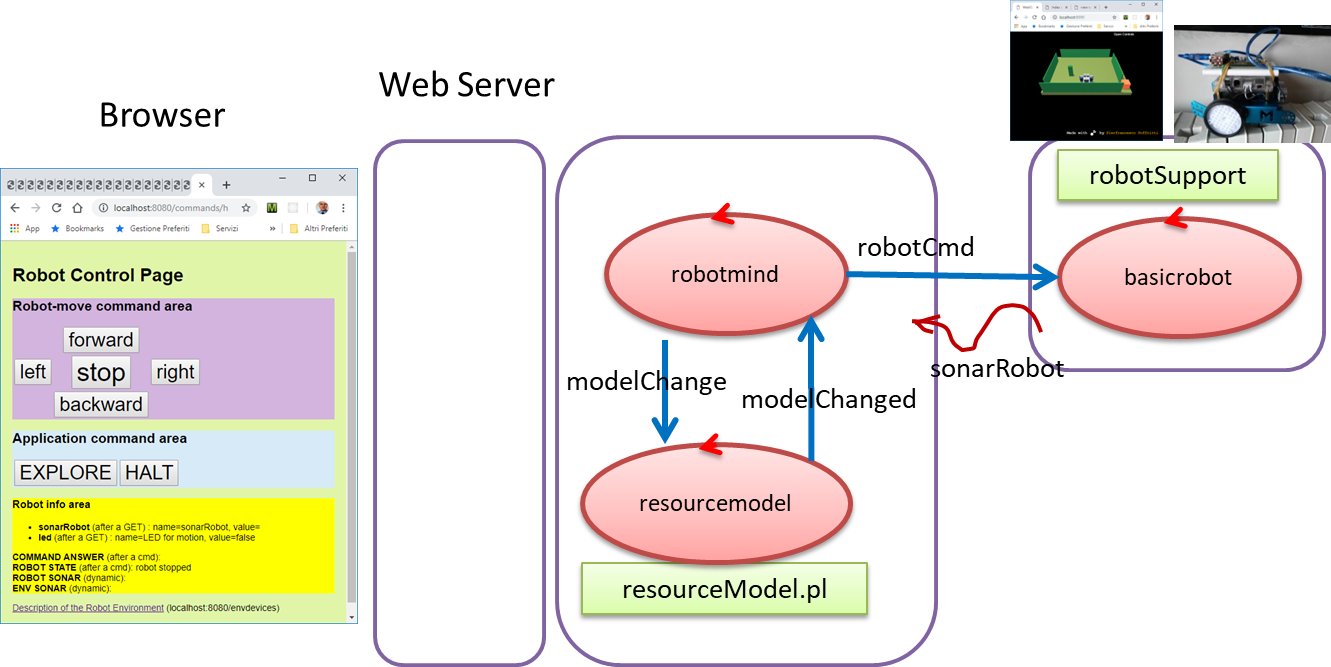 Browser
Web Server
localhost:8080/commands/h
App Bookmarks Gestione Preferiti Servizi » Altri Preferiti
Robot Control Page
Robot-move command area
forward
left stop right
backward
Application command area
EXPLORE HALT
Robot info area
• sonarRobot (after a GET) : name=sonarRobot, value=
• led (after a GET) : name=LED for motion, value=false
COMMAND ANSWER (after a cmd):
ROBOT STATE (after a cmd): robot stopped
ROBOT SONAR (dynamic):
ENV SONAR (dynamic):
Description of the Robot Environment (localhost:8080/envdevices)
robotmind
modelChange
modelChanged
resourcemodel
resourceModel.pl
robotCmd
sonarRobot
robotSupport
basicrobot